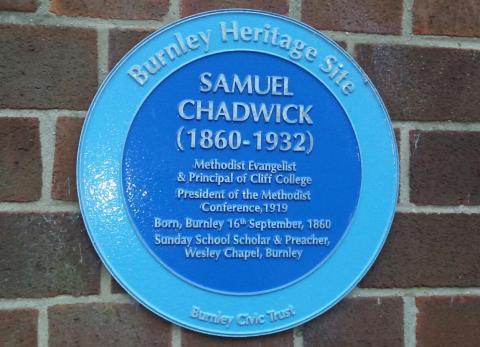 Burnley Heritage Site
SAMUEL
CHADWICK
(1860-1932)
Methodist Evangelist
& Principal of Cliff College
President of the Methodist
Conference,1919
Born, Burnley 16th September, 1860
Sunday School Scholar & Preacher,
Wesley Chapel, Burnley
Burnley Civic Trust